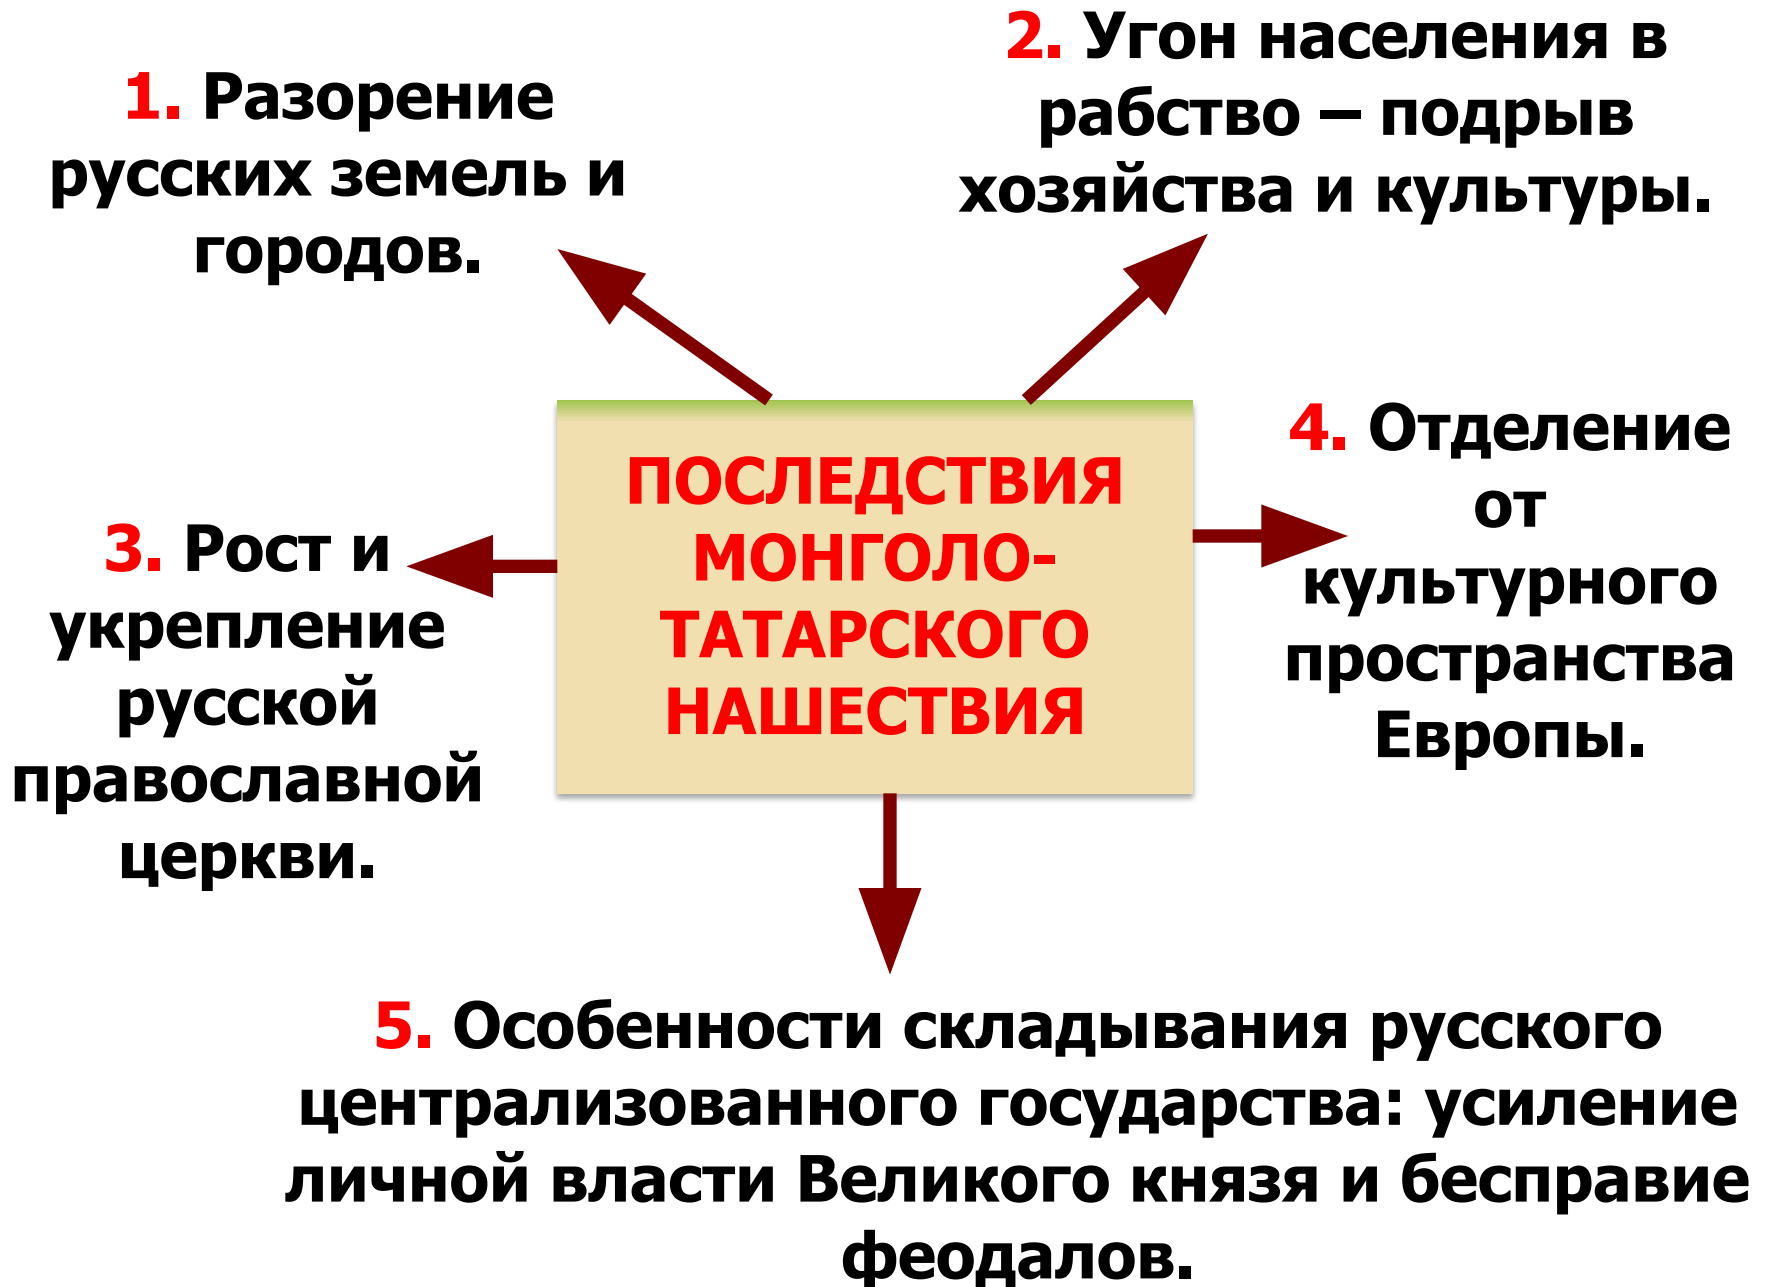 1. Разорение
русских земель и
городов.
2. Угон населения в
рабство – подрыв
хозяйства и культуры.
ПОСЛЕДСТВИЯ
МОНГОЛО-
ТАТАРСКОГО
НАШЕСТВИЯ
3. Рост и
укрепление
русской
православной
церкви.
4. Отделение
от
культурного
пространства
Европы.
5. Особенности складывания русского
централизованного государства: усиление
личной власти Великого князя и бесправие
феодалов.